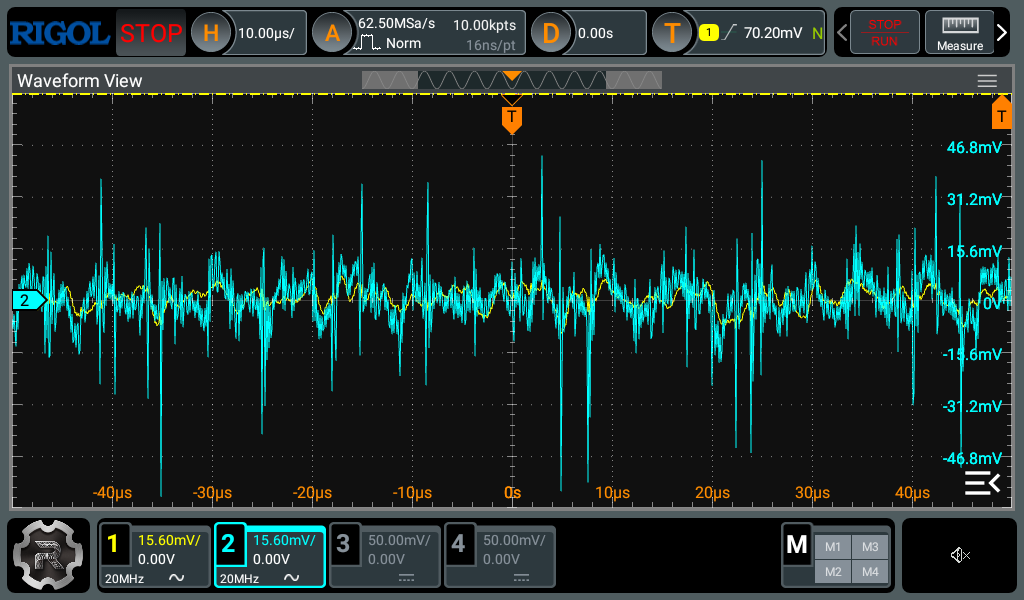 RIGOL STOP H 10.00μs/ A 62.50MSa/s 10.00kpts D 0.00s T 1 70.20mV N STOP
Norm 16ns/pt RUN Measure
Waveform View
T T
46.8mV
31.2mV
15.6mV
2 0V
-15.6mV
-31.2mV
-46.8mV
-40μs -30μs -20μs -10μs 0s 10μs 20μs 30μs 40μs
1 15.60mV/ 2 15.60mV/ 3 50.00mV/ 4 50.00mV/ M M1 M3
0.00V 0.00V 0.00V 0.00V M2 M4
20MHz 20MHz
R